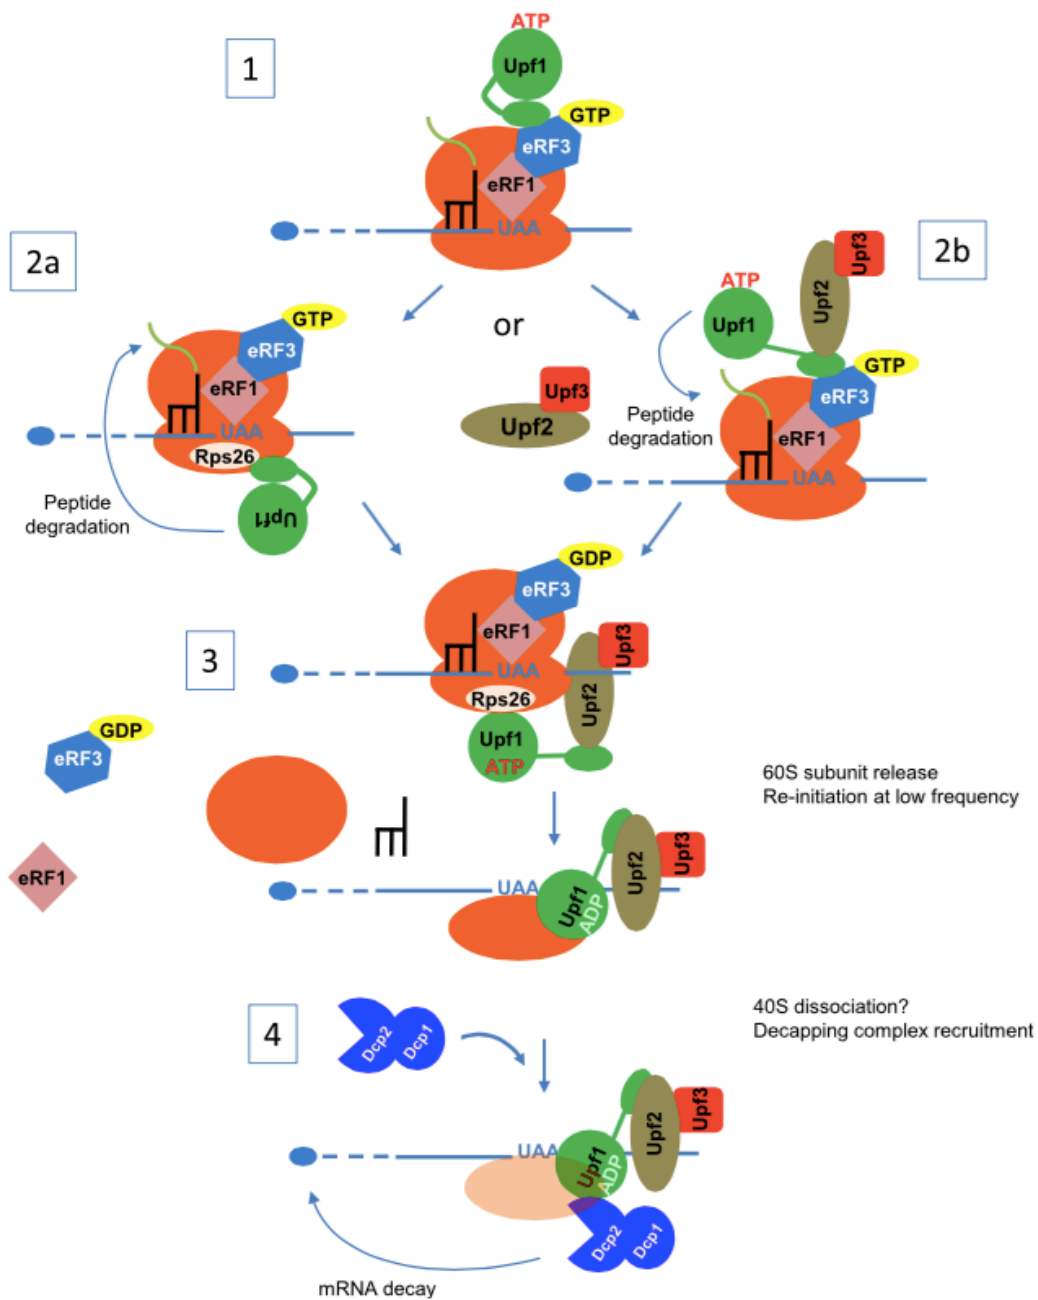 ATP
1
Upf1
GTP
eRF3
eRF1
UAA
2a
2b
Upf3
Upf2
ATP
Upf1
GTP
eRF3
eRF1
UAA
Peptide
degradation
or
Upf3
Upf2
GTP
eRF3
eRF1
UAA
Rps26
Upf1
Peptide
degradation
3
GDP
eRF3
eRF1
UAA
Rps26
Upf3
Upf2
Upf1
ATP
GDP
eRF3
eRF1
60S subunit release
Re-initiation at low frequency
UAA
Upf1
ADP
Upf2
Upf3
4
Dcp2
Dcp1
40S dissociation?
Decapping complex recruitment
UAA
Upf1
ADP
Upf2
Upf3
Dcp2
Dcp1
mRNA decay